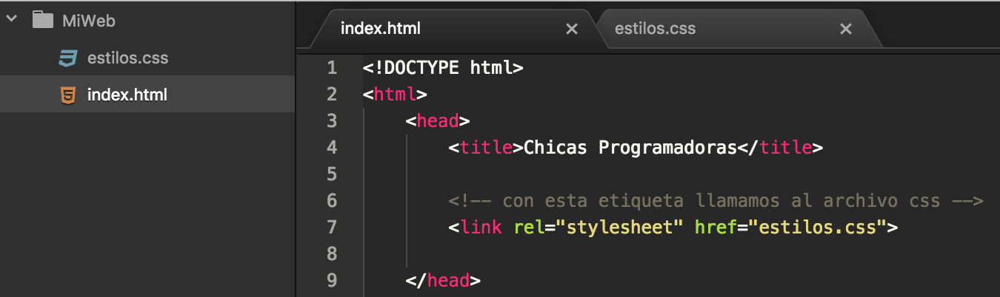 MiWeb
estilos.css
index.html
index.html ×
estilos.css ×
1 <!DOCTYPE html>
2 <html>
3     <head>
4         <title>Chicas Programadoras</title>
5
6         <!-- con esta etiqueta llamamos al archivo css -->
7         <link rel="stylesheet" href="estilos.css">
8
9     </head>